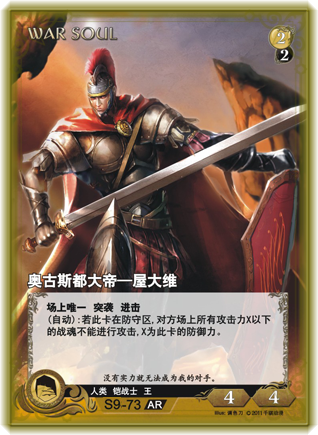 WAR SOUL
2
2
奥古斯都大帝—屋大维
场上唯一 突袭 进击
(自动):若此卡在防守区,对方场上所有攻击力X以下
的战魂不能进行攻击,X为此卡的防御力。
没有实力就无法成为我的对手。
人类 铠战士 王
S9-73 AR
4 4